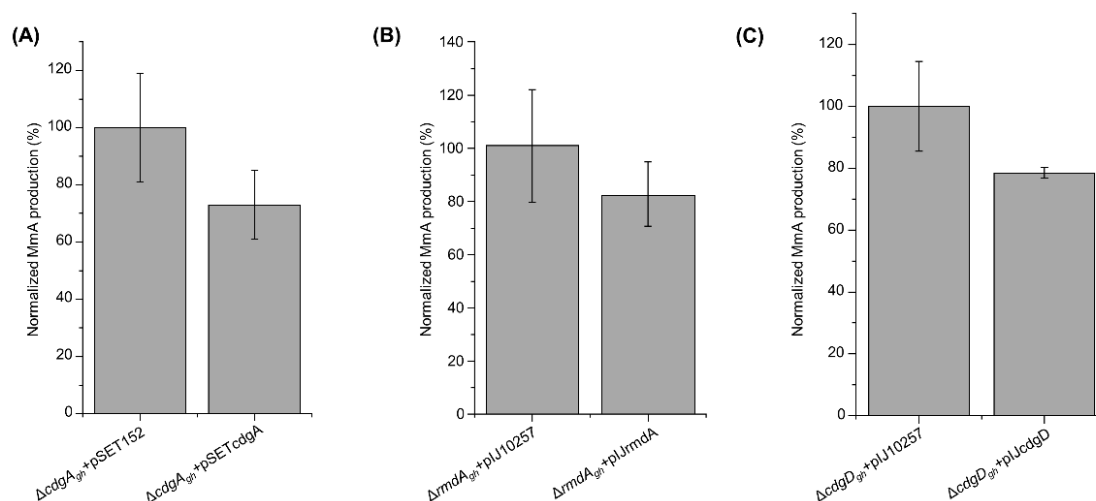 (A)
Normalized MmA production (%)
120
100
80
60
40
20
0
ΔcdgAgh+pSET152
ΔcdgAgh+pSETcdgA
(B)
Normalized MmA production (%)
140
120
100
80
60
40
20
0
ΔrmdAgh+pIJ10257
ΔrmdAgh+pIJrmdA
(C)
Normalized MmA production (%)
120
100
80
60
40
20
0
ΔcdgDgh+pIJ10257
ΔcdgDgh+pIJcdgD